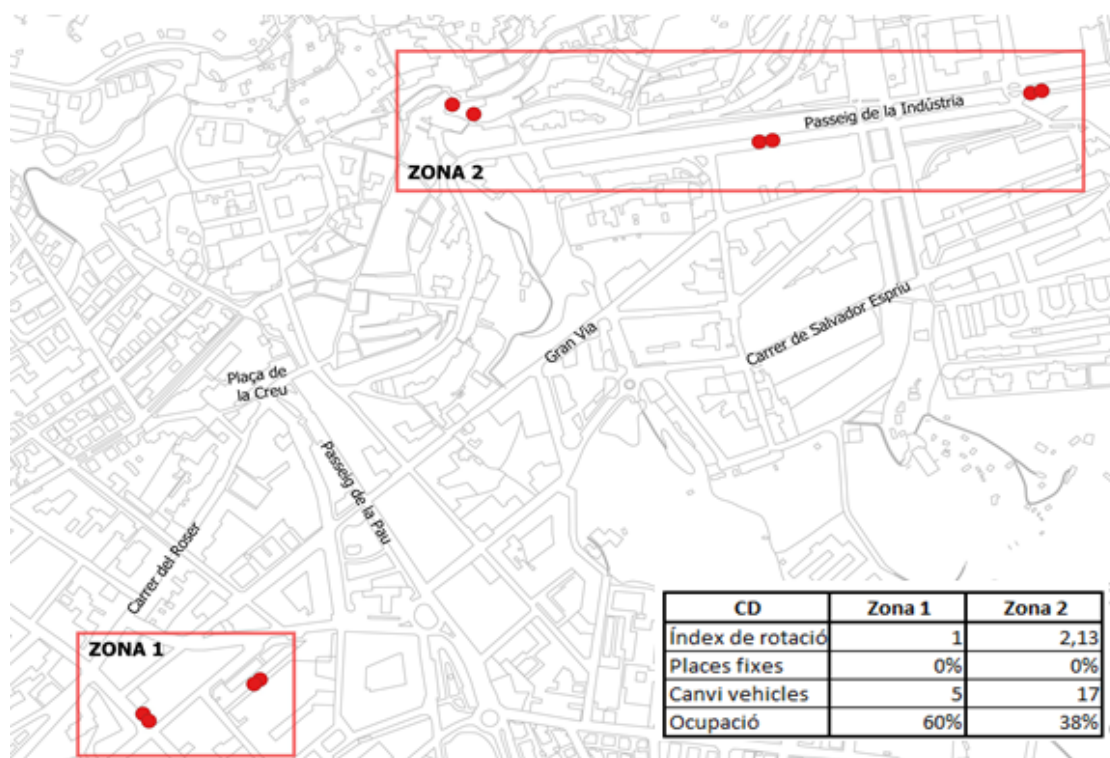 Passeig de la Indústria
ZONA 2
Carrer de Salvador Espriu
Gran Via
Plaça de
la Creu
Passeig de la Pau
Carrer del Roser
ZONA 1
CD Zona 1 Zona 2
Índex de rotació 1 2,13
Places fixes 0% 0%
Canvi vehicles 5 17
Ocupació 60% 38%